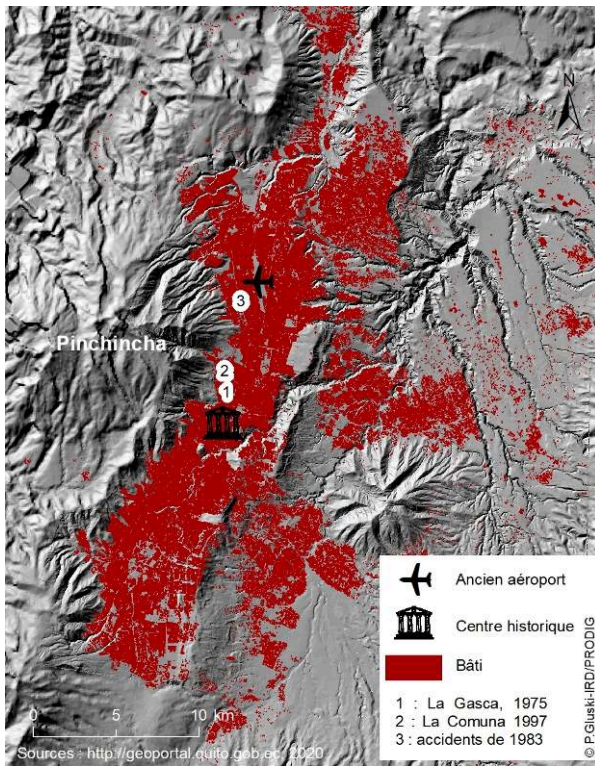 N
3
Pinchincha
2
1
Ancien aéroport
Centre historique
Bâti
1 : La Gasca, 1975
2 : La Comuna 1997
3 : accidents de 1983
0 5 10 km
Sources : http://geoportal.quito.gob.ec, 2020
© P.Gluski-IRD/PRODIG